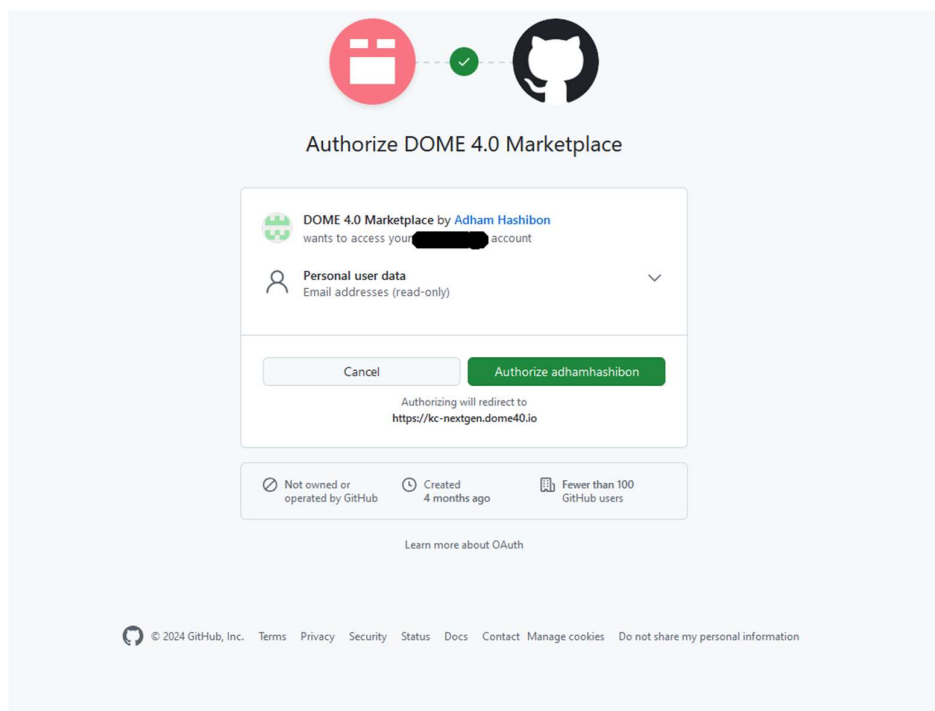 Authorize DOME 4.0 Marketplace
DOME 4.0 Marketplace by Adham Hashibon
wants to access your account
Personal user data
Email addresses (read-only)
Cancel
Authorize adhamhashibon
Authorizing will redirect to
https://kc-nextgen.dome40.io
Not owned or
operated by GitHub
Created
4 months ago
Fewer than 100
GitHub users
Learn more about OAuth
© 2024 GitHub, Inc. Terms Privacy Security Status Docs Contact Manage cookies Do not share my personal information